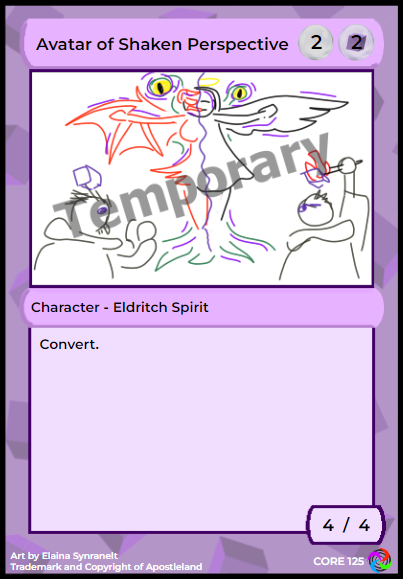 Avatar of Shaken Perspective 2 2
Temporary
Character - Eldritch Spirit
Convert.
4 / 4
Art by Elaina Synranelt
Trademark and Copyright of Apostleland
CORE 125